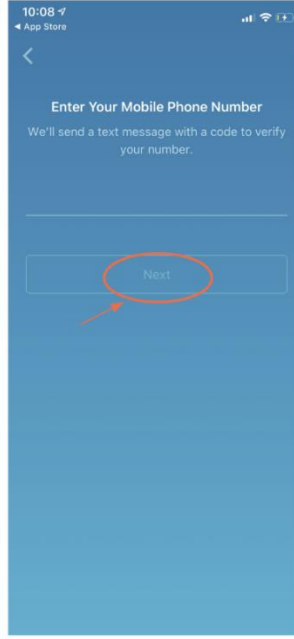 10:08
◀ App Store
Enter Your Mobile Phone Number
We'll send a text message with a code to verify
your number.
Next